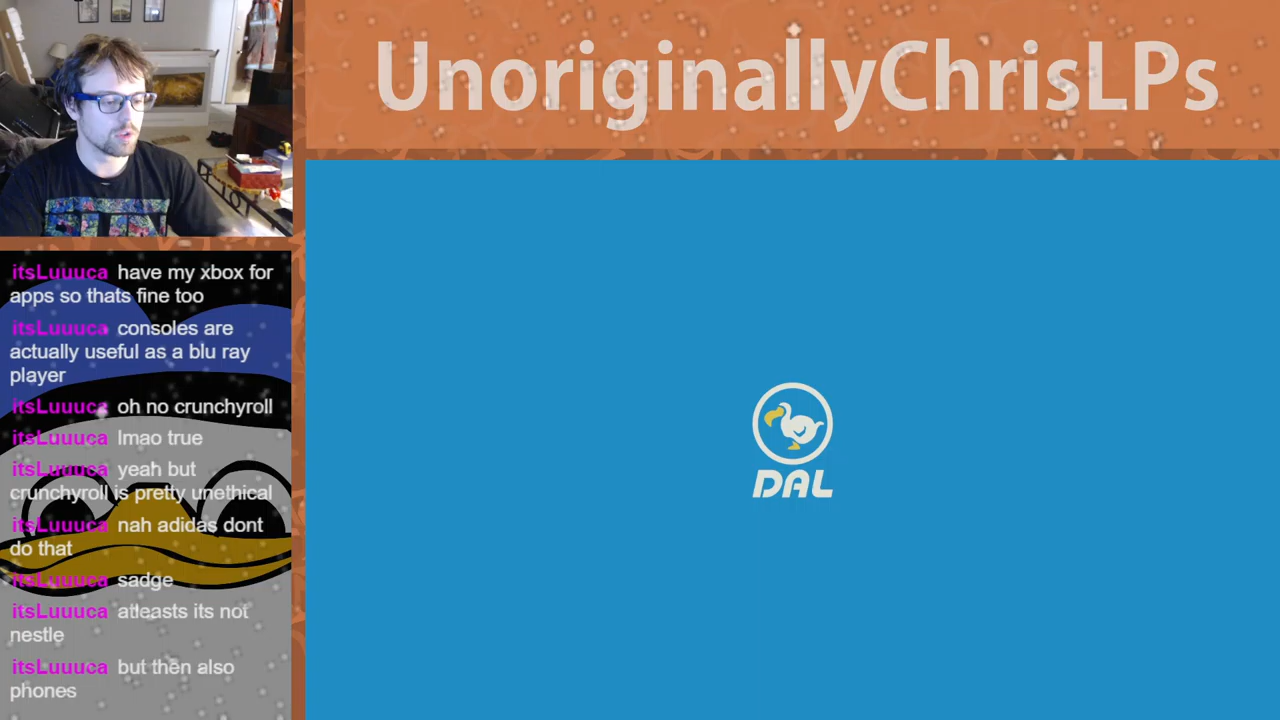 UnoriginallyChrisLPs
itsLuuuca have my xbox for
apps so thats fine too
itsLuuuca consoles are
actually useful as a blu ray
player
itsLuuuca oh no crunchyroll
itsLuuuca lmao true
itsLuuuca yeah but
crunchyroll is pretty unethical
itsLuuuca nah adidas dont
do that
itsLuuuca sadge
itsLuuuca atleasts its not
nestle
itsLuuuca but then also
phones
DAL